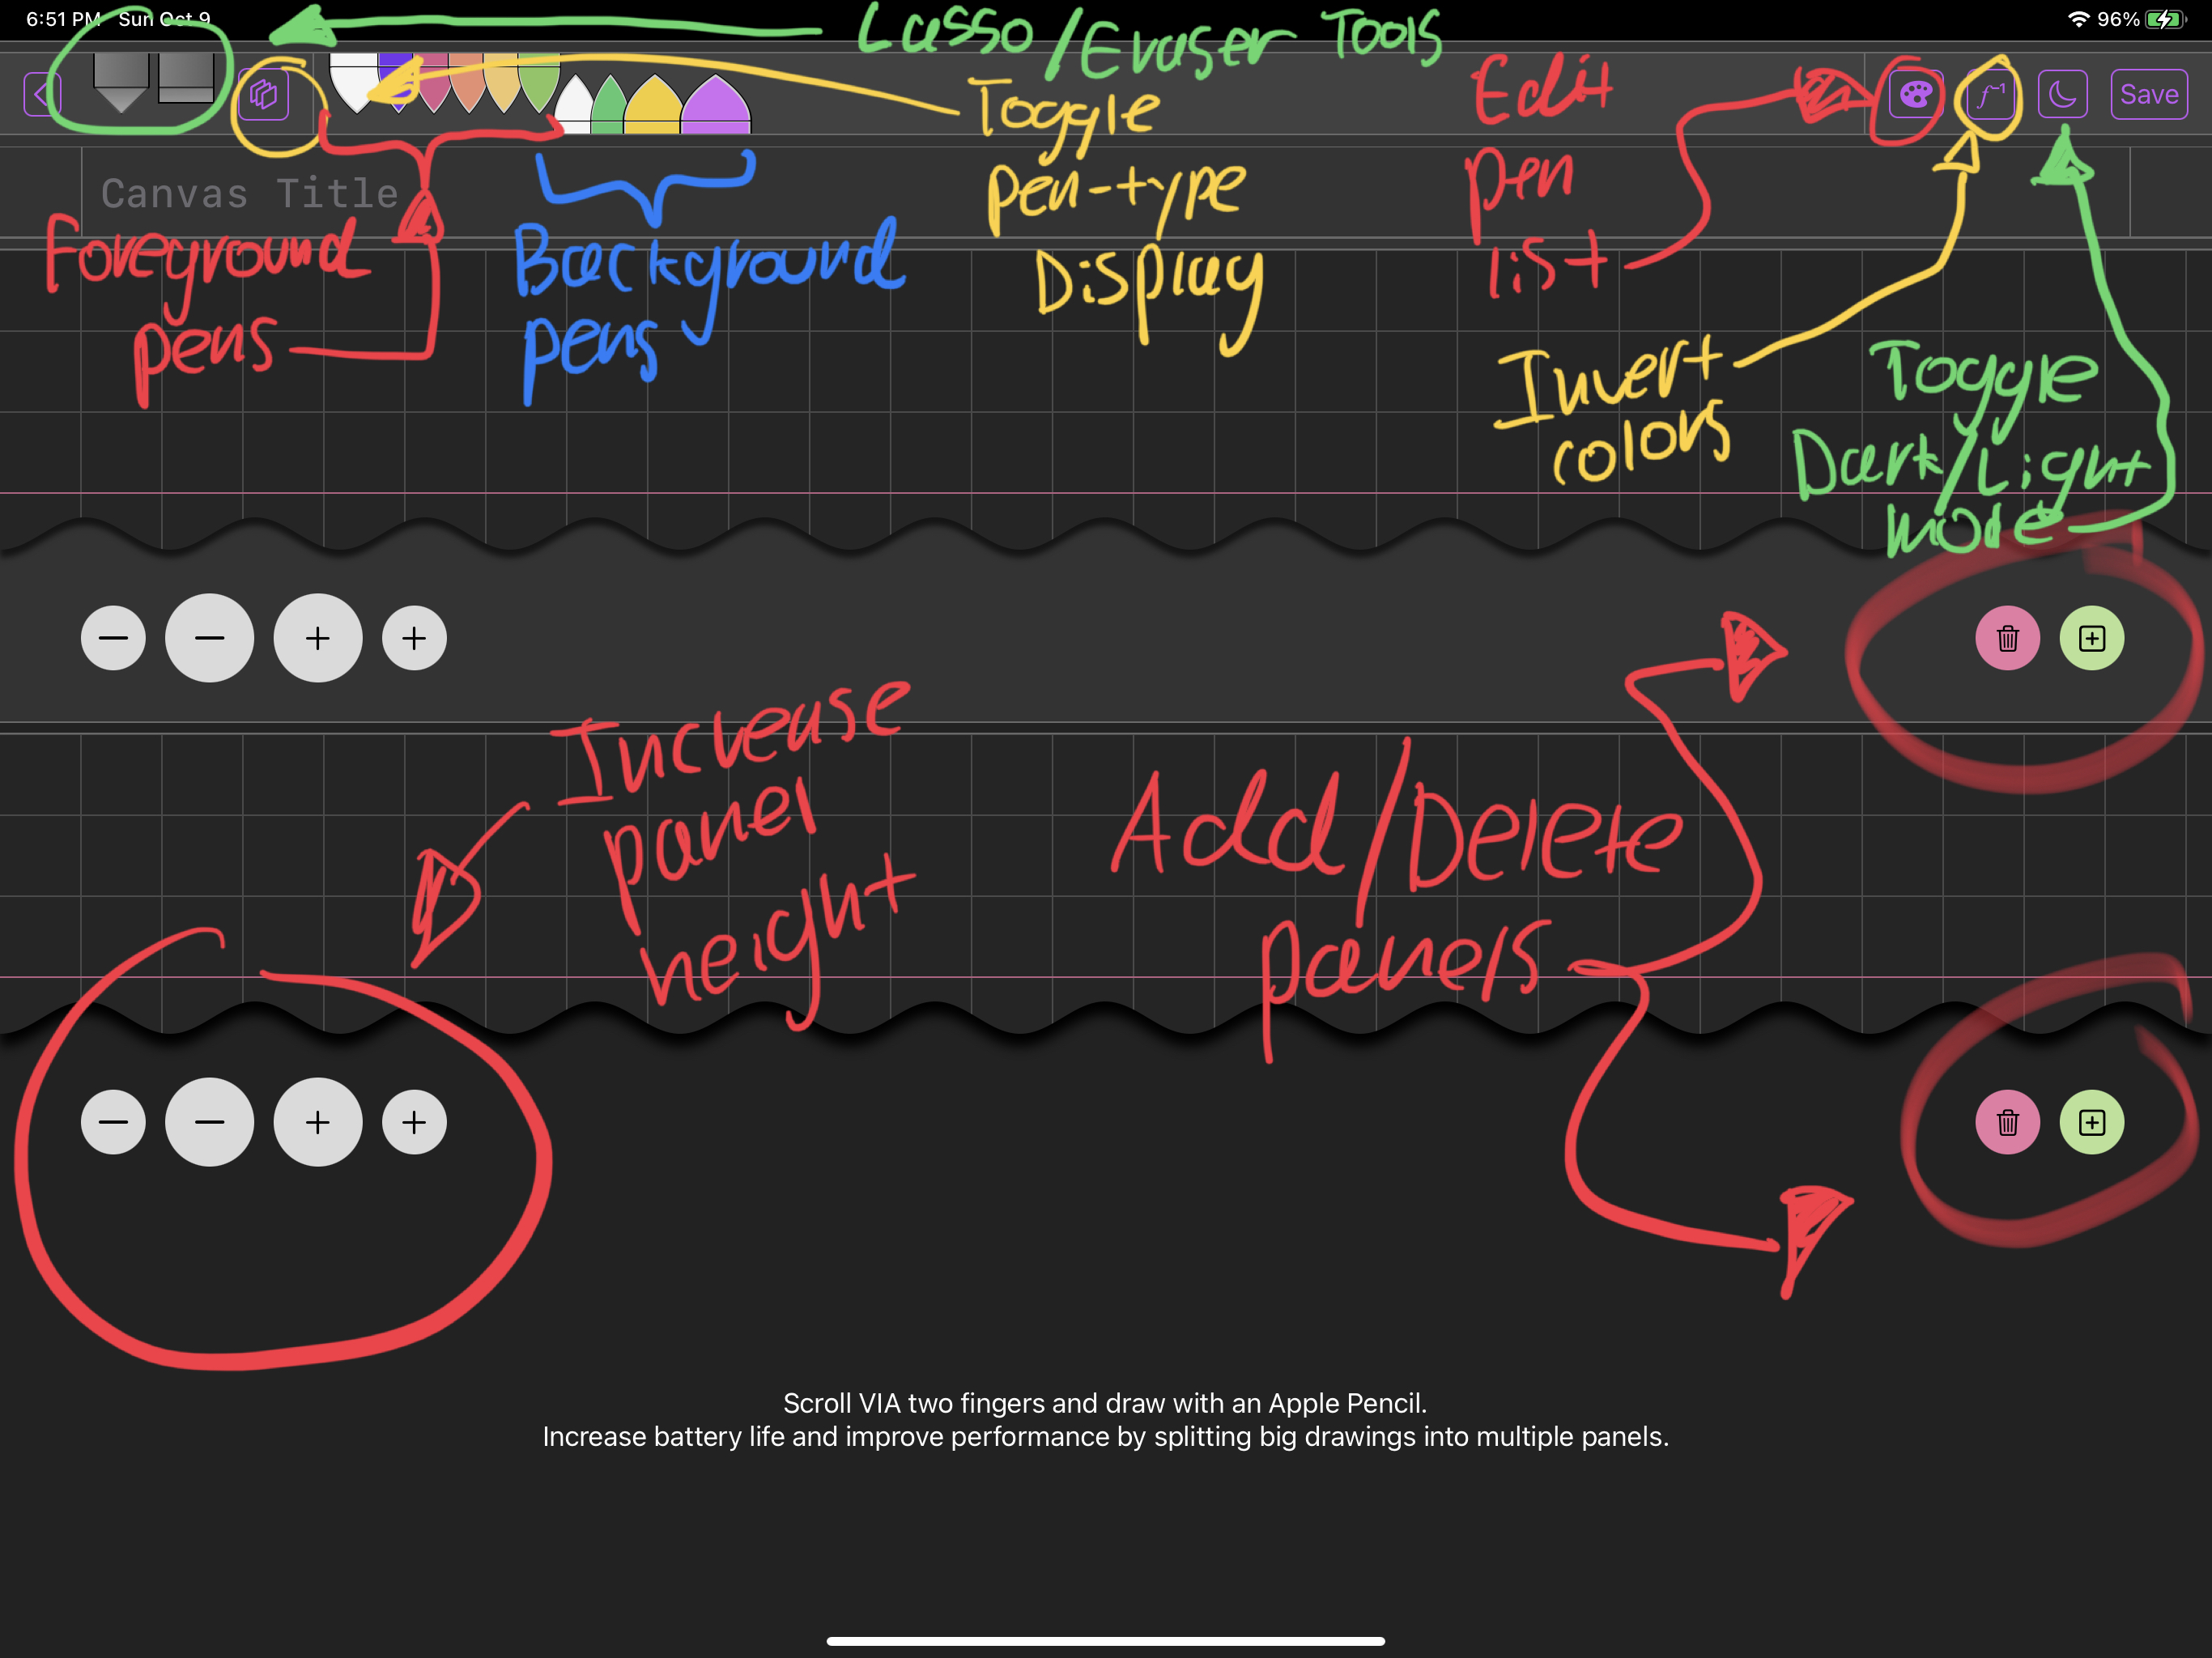 6:51 PM Sun Oct 9
96%
Lasso/Eraser Tools
Toggle
pen-type
Display
Edit
pen
list
f⁻¹
Save
Canvas Title
Foreground
pens
Background
pens
Invert
colors
Toggle
Dark/Light
mode
Increase
panel
height
Add/Delete
panels
Scroll VIA two fingers and draw with an Apple Pencil.
Increase battery life and improve performance by splitting big drawings into multiple panels.